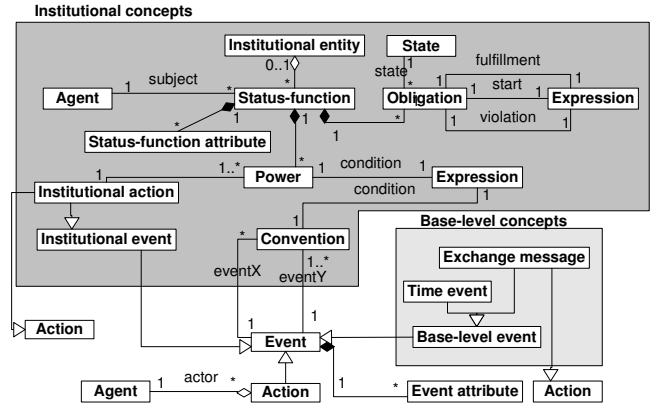 Institutional concepts
Institutional entity
State
0..1
1
fulfillment
subject
state
1
1
Agent
1
*
Status-function
*
1
Obligation
1
start
1
Expression
*
1
1
1
*
1
violation
1
Status-function attribute
1..*
*
condition
1
Power
1
1
Expression
Institutional action
condition
1
1
Base-level concepts
Institutional event
*
Convention
Exchange message
eventX
1..*
eventY
Time event
Action
1
1
Event
Base-level event
Agent
1
actor
*
Action
1
*
Event attribute
Action